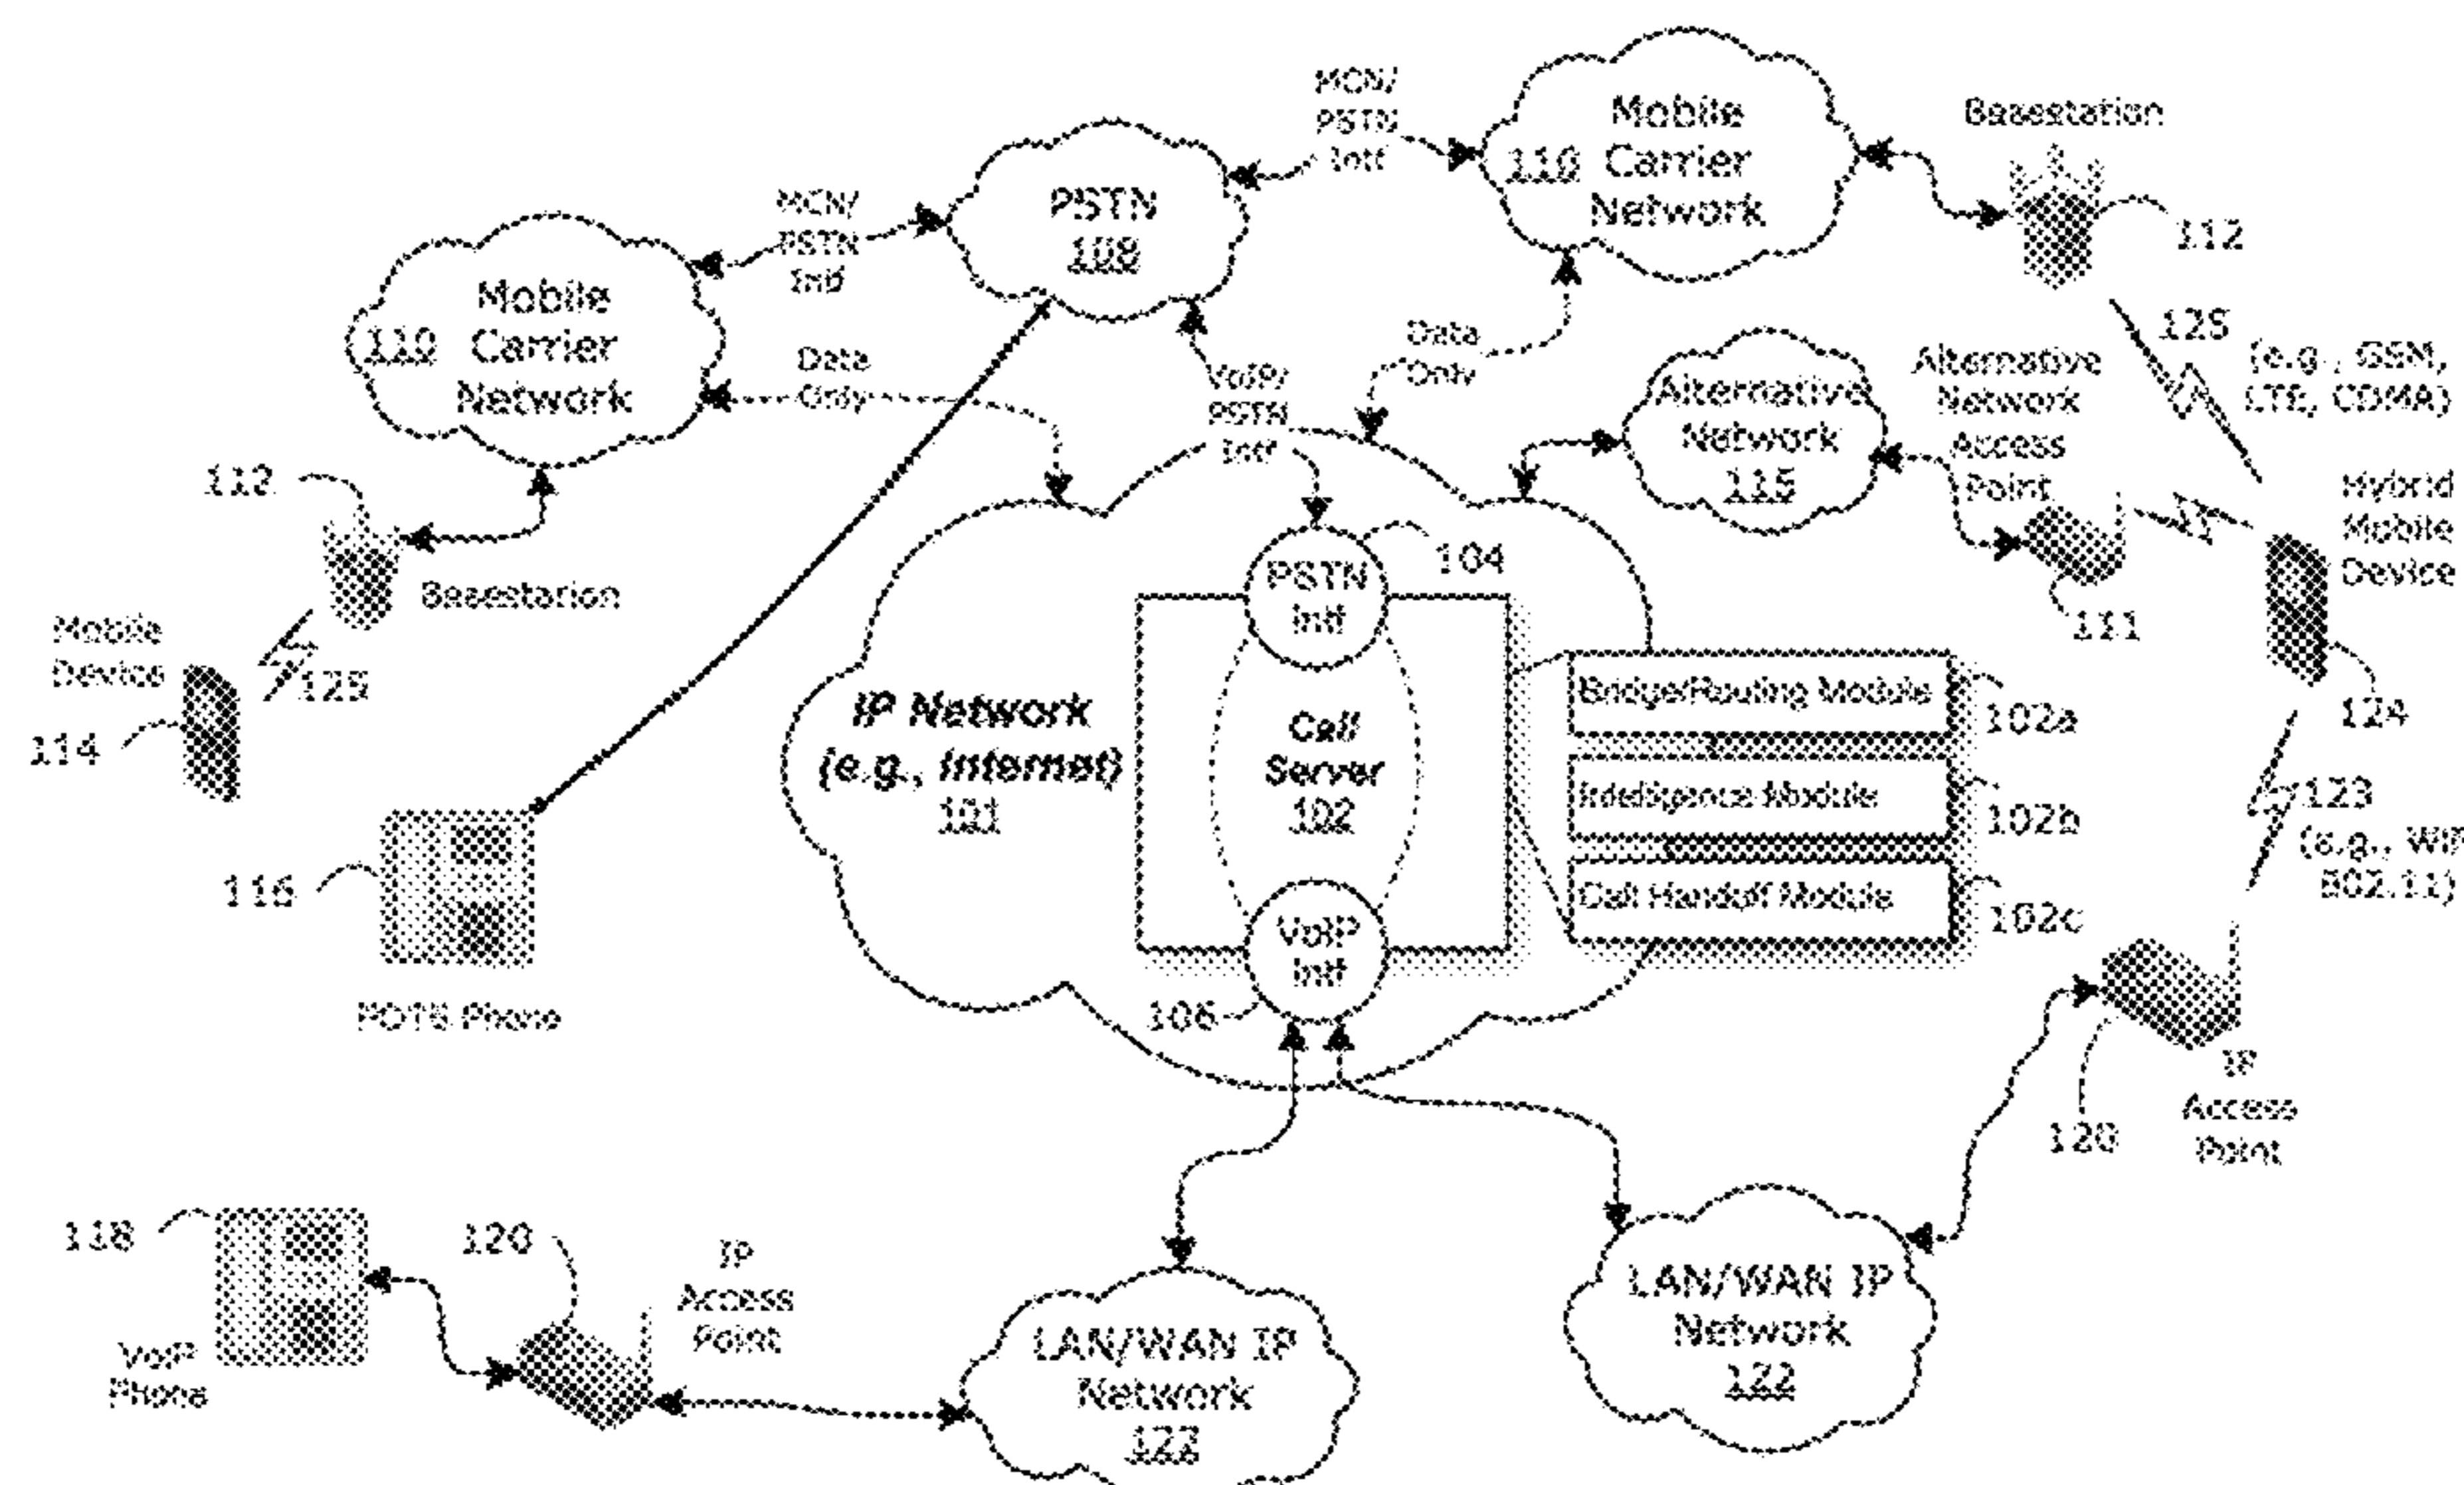 MCN/
PSTN
Intf
Mobile
110 Carrier
Network
Basestation
112
PSTN
108
MCN/
PSTN
Intf
Mobile
110 Carrier
Network
Data
Only
VoIP/
PSTN
Intf
Data
Only
Alternative
Network
115
Alternative
Network
Access
Point
111
125
(e.g., GSM,
LTE, CDMA)
Hybrid
Mobile
Device
124
112
Basestarion
Mobile
Device
125
114
116
POTS Phone
IP Network
(e.g., Internet)
101
PSTN
Intf
104
Call
Server
102
VoIP
Intf
106
Bridge/Routing Module
102a
Intelligence Module
102b
Call Handoff Module
102c
123
(e.g., WiF
802.11)
IP
Access
Point
120
118
VoIP
Phone
120
IP
Access
Point
LAN/WAN IP
Network
122
LAN/WAN IP
Network
122